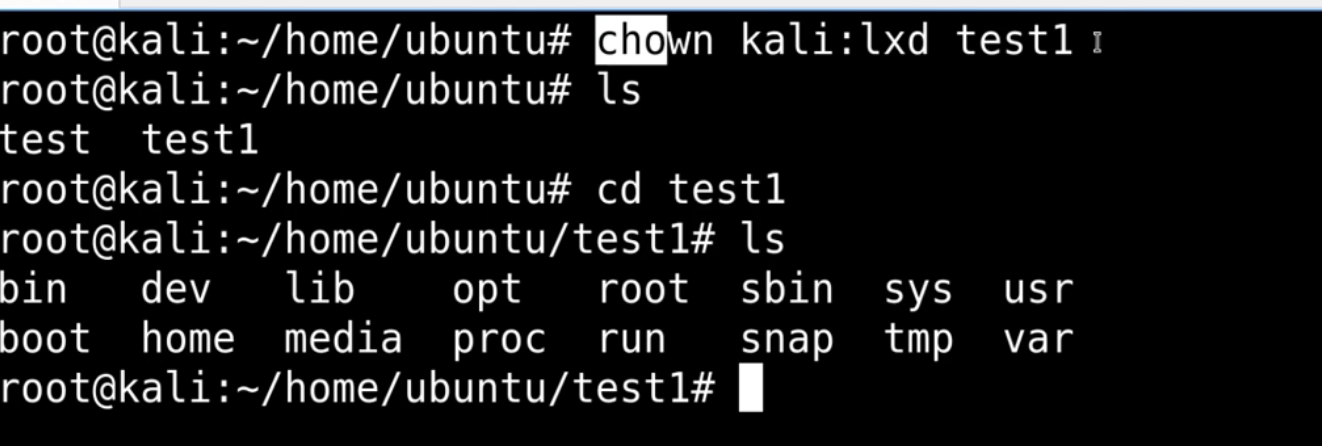 root@kali:~/home/ubuntu# chown kali:lxd test1
root@kali:~/home/ubuntu# ls
test  test1
root@kali:~/home/ubuntu# cd test1
root@kali:~/home/ubuntu/test1# ls
bin   dev   lib    opt   root  sbin  sys  usr
boot  home  media  proc  run   snap  tmp  var
root@kali:~/home/ubuntu/test1#